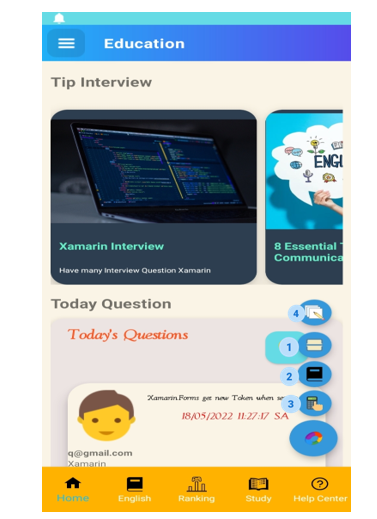 Education
Tip Interview
ENGL
Xamarin Interview
Have many Interview Question Xamarin
8 Essential
Communica
Today Question
Today's Questions
4
1
2
3
Xamarin.Forms get new Token when se
18/05/2022 11:27:17 SA
q@gmail.com
Xamarin
Home
English
Ranking
Study
Help Center